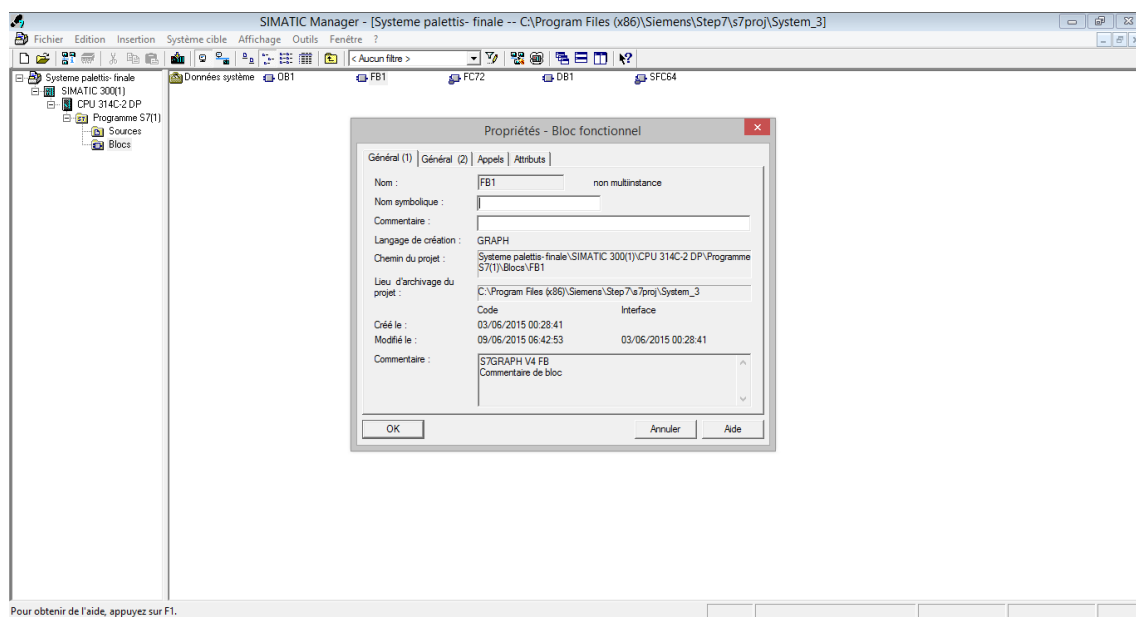 SIMATIC Manager - [Systeme palettis- finale -- C:\Program Files (x86)\Siemens\Step7\s7proj\System_3]
Fichier Edition Insertion Système cible Affichage Outils Fenêtre ?
< Aucun filtre >
Systeme palettis- finale
SIMATIC 300(1)
CPU 314C-2 DP
Programme S7(1)
Sources
Blocs
Données système OB1 FB1 FC72 DB1 SFC64
Propriétés - Bloc fonctionnel
Général (1) Général (2) Appels Attributs
Nom : FB1 non multiinstance
Nom symbolique :
Commentaire :
Langage de création : GRAPH
Chemin du projet : Systeme palettis- finale\SIMATIC 300(1)\CPU 314C-2 DP\Programme
S7(1)\Blocs\FB1
Lieu d'archivage du
projet : C:\Program Files (x86)\Siemens\Step7\s7proj\System_3
Code Interface
Créé le : 03/06/2015 00:28:41
Modifié le : 09/06/2015 06:42:53 03/06/2015 00:28:41
Commentaire : S7GRAPH V4 FB
Commentaire de bloc
OK Annuler Aide
Pour obtenir de l'aide, appuyez sur F1.